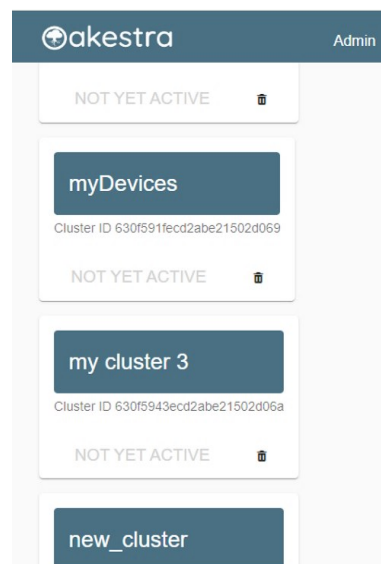 akestra
Admin
NOT YET ACTIVE
myDevices
Cluster ID 630f591fecd2abe21502d069
NOT YET ACTIVE
my cluster 3
Cluster ID 630f5943ecd2abe21502d06a
NOT YET ACTIVE
new_cluster